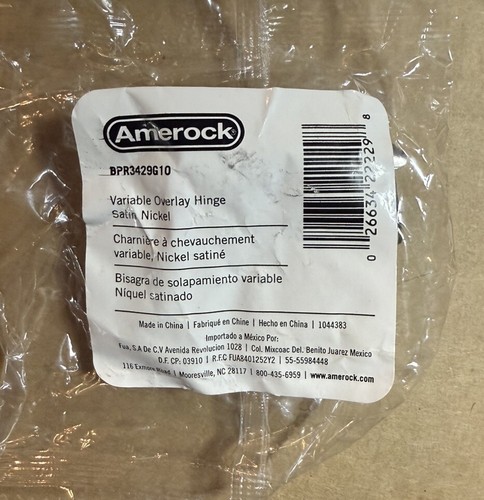 Amerock®
BPR3429G10
Variable Overlay Hinge
Satin Nickel
Charnière à chevauchement
variable, Nickel satiné
Bisagra de solapamiento variable
Níquel satinado
Made in China | Fabriqué en Chine | Hecho en China | 1044383
Importado a México Por:
Fua, S.A De C.V Avenida Revolucion 1028 | Col. Mixcoac Del. Benito Juarez Mexico
D.F. CP: 03910 | R.F.C FUA8401252Y2 | 55-55984448
116 Exmore Road | Mooresville, NC 28117 | 800-435-6959 | www.amerock.com
0 26634 22229 8